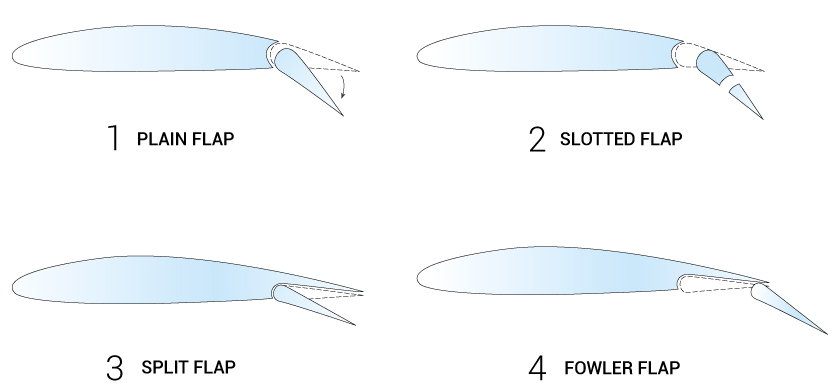 1 PLAIN FLAP
2 SLOTTED FLAP
3 SPLIT FLAP
4 FOWLER FLAP